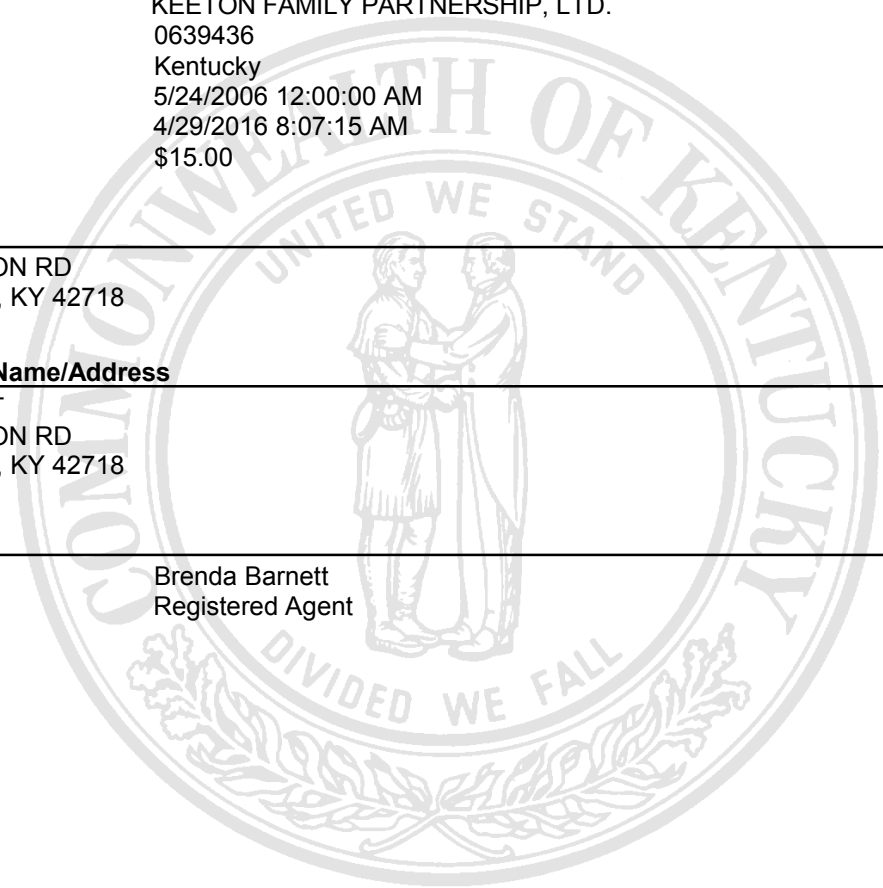 KEETON FAMILY PARTNERSHIP, LTD.
0639436
Kentucky
5/24/2006 12:00:00 AM
4/29/2016 8:07:15 AM
$15.00
COMMONWEALTH OF KENTUCKY
UNITED WE STAND
ON RD
, KY 42718
Name/Address
ON RD
, KY 42718
Brenda Barnett
Registered Agent
DIVIDED WE FALL